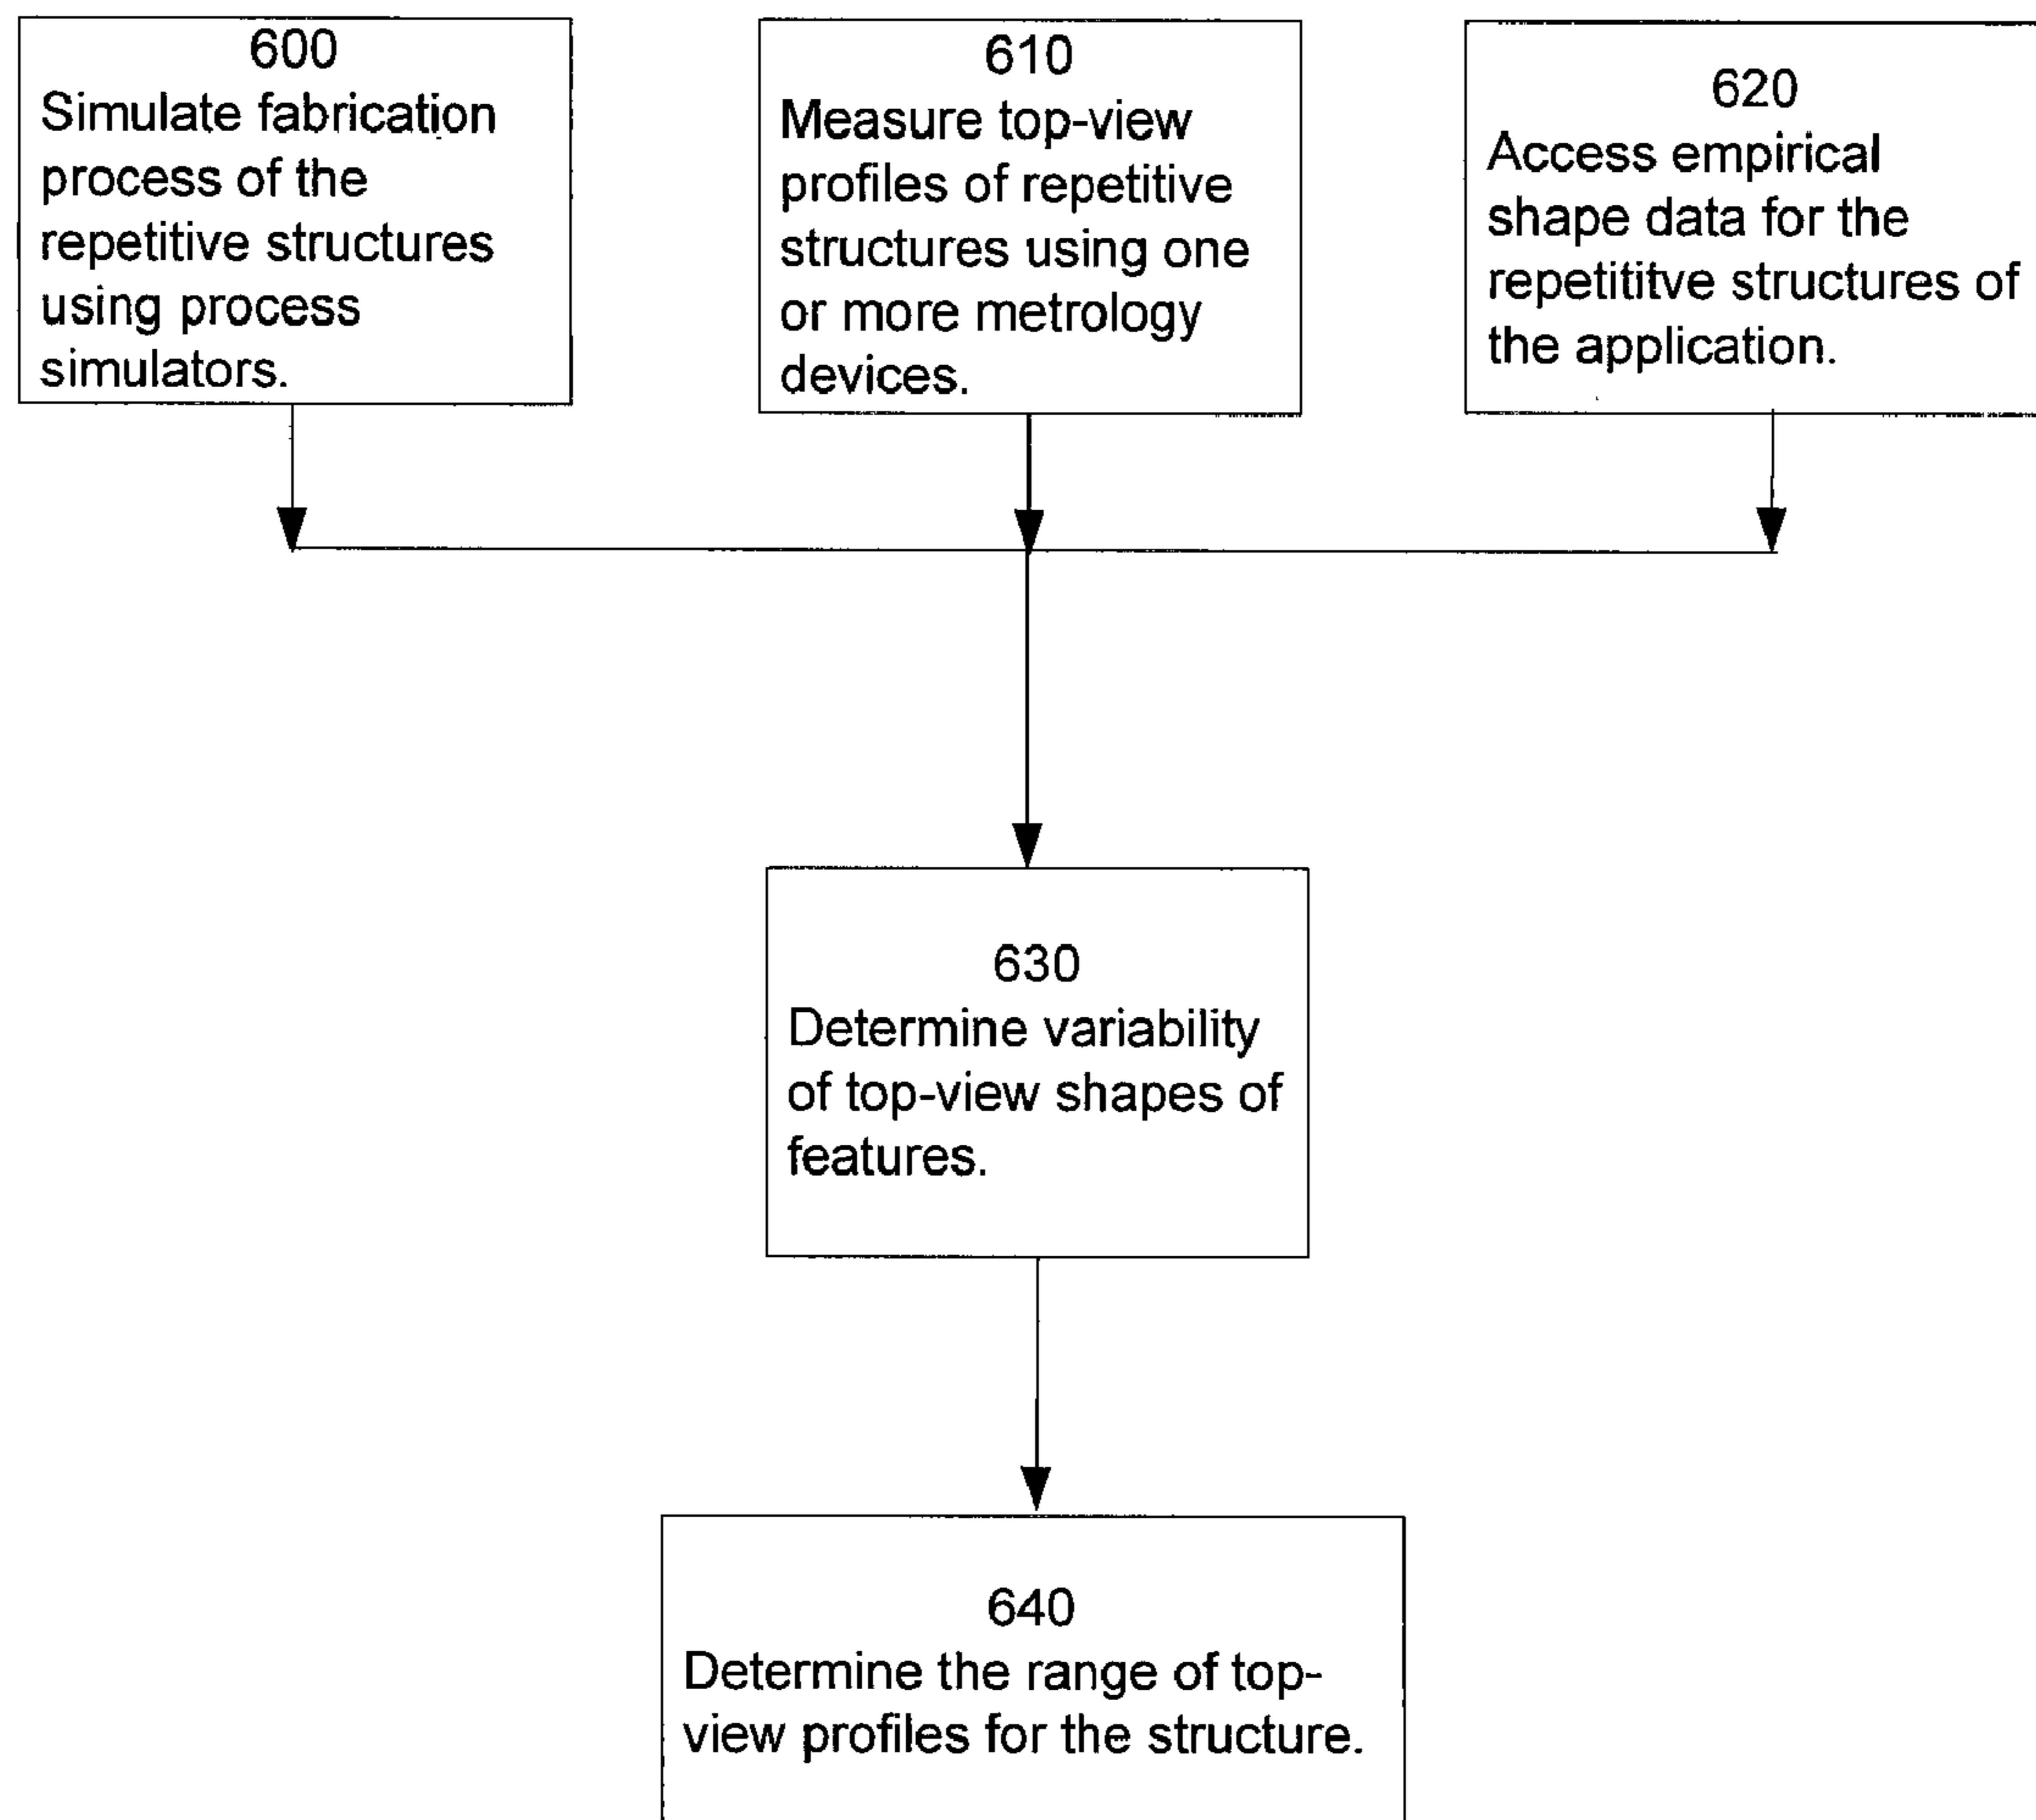 600
Simulate fabrication
process of the
repetitive structures
using process
simulators.
610
Measure top-view
profiles of repetitive
structures using one
or more metrology
devices.
620
Access empirical
shape data for the
repetititve structures of
the application.
630
Determine variability
of top-view shapes of
features.
640
Determine the range of top-
view profiles for the structure.